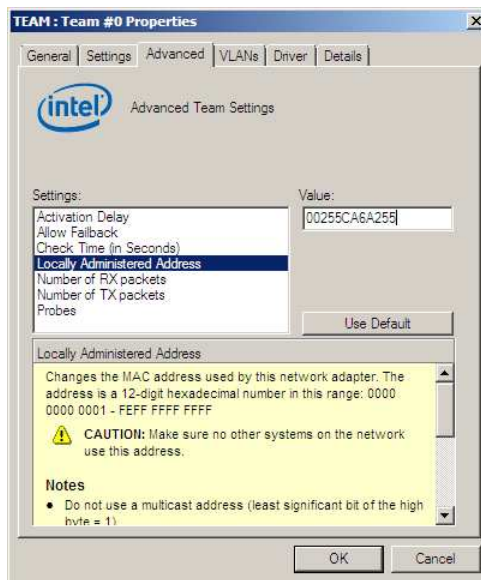 TEAM : Team #0 Properties
General
Settings
Advanced
VLANs
Driver
Details
intel
Advanced Team Settings
Settings:
Value:
Activation Delay
Allow Failback
Check Time (in Seconds)
Locally Administered Address
Number of RX packets
Number of TX packets
Probes
00255CA6A255
Use Default
Locally Administered Address
Changes the MAC address used by this network adapter. The
address is a 12-digit hexadecimal number in this range: 0000
0000 0001 - FEFF FFFF FFFF
CAUTION: Make sure no other systems on the network
use this address.
Notes
• Do not use a multicast address (least significant bit of the high
byte = 1)
OK
Cancel